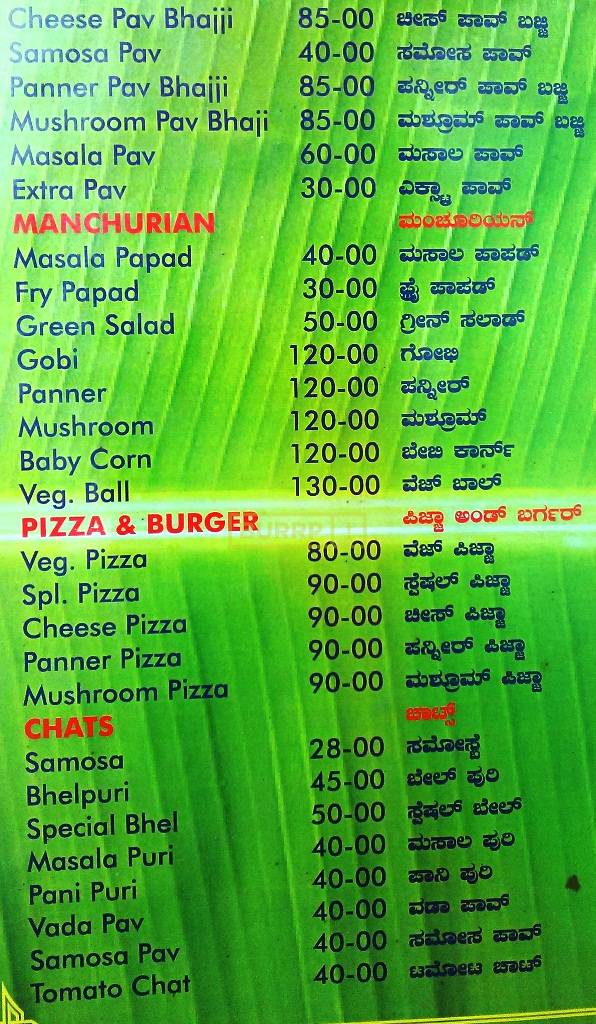 Cheese Pav Bhajji 85-00 ಚೀಸ್ ಪಾವ್ ಬಜ್ಜಿ
Samosa Pav 40-00 ಸಮೋಸ ಪಾವ್
Panner Pav Bhajji 85-00 ಪನ್ನೀರ್ ಪಾವ್ ಬಜ್ಜಿ
Mushroom Pav Bhaji 85-00 ಮಶ್ರೂಮ್ ಪಾವ್ ಬಜ್ಜಿ
Masala Pav 60-00 ಮಸಾಲ ಪಾವ್
Extra Pav 30-00 ಎಕ್ಸ್ಟ್ರಾ ಪಾವ್
MANCHURIAN ಮಂಚೂರಿಯನ್
Masala Papad 40-00 ಮಸಾಲ ಪಾಪಡ್
Fry Papad 30-00 ಫ್ರೈ ಪಾಪಡ್
Green Salad 50-00 ಗ್ರೀನ್ ಸಲಾಡ್
Gobi 120-00 ಗೋಭಿ
Panner 120-00 ಪನ್ನೀರ್
Mushroom 120-00 ಮಶ್ರೂಮ್
Baby Corn 120-00 ಬೇಬಿ ಕಾರ್ನ್
Veg. Ball 130-00 ವೆಜ್ ಬಾಲ್
PIZZA & BURGER ಪಿಜ್ಜಾ ಅಂಡ್ ಬರ್ಗರ್
Veg. Pizza 80-00 ವೆಜ್ ಪಿಜ್ಜಾ
Spl. Pizza 90-00 ಸ್ಪೆಷಲ್ ಪಿಜ್ಜಾ
Cheese Pizza 90-00 ಚೀಸ್ ಪಿಜ್ಜಾ
Panner Pizza 90-00 ಪನ್ನೀರ್ ಪಿಜ್ಜಾ
Mushroom Pizza 90-00 ಮಶ್ರೂಮ್ ಪಿಜ್ಜಾ
CHATS ಚಾಟ್ಸ್
Samosa 28-00 ಸಮೋಸೆ
Bhelpuri 45-00 ಬೇಲ್ ಪುರಿ
Special Bhel 50-00 ಸ್ಪೆಷಲ್ ಬೇಲ್
Masala Puri 40-00 ಮಸಾಲ ಪುರಿ
Pani Puri 40-00 ಪಾನಿ ಪುರಿ
Vada Pav 40-00 ವಡಾ ಪಾವ್
Samosa Pav 40-00 ಸಮೋಸ ಪಾವ್
Tomato Chat 40-00 ಟಮೋಟ ಚಾಟ್